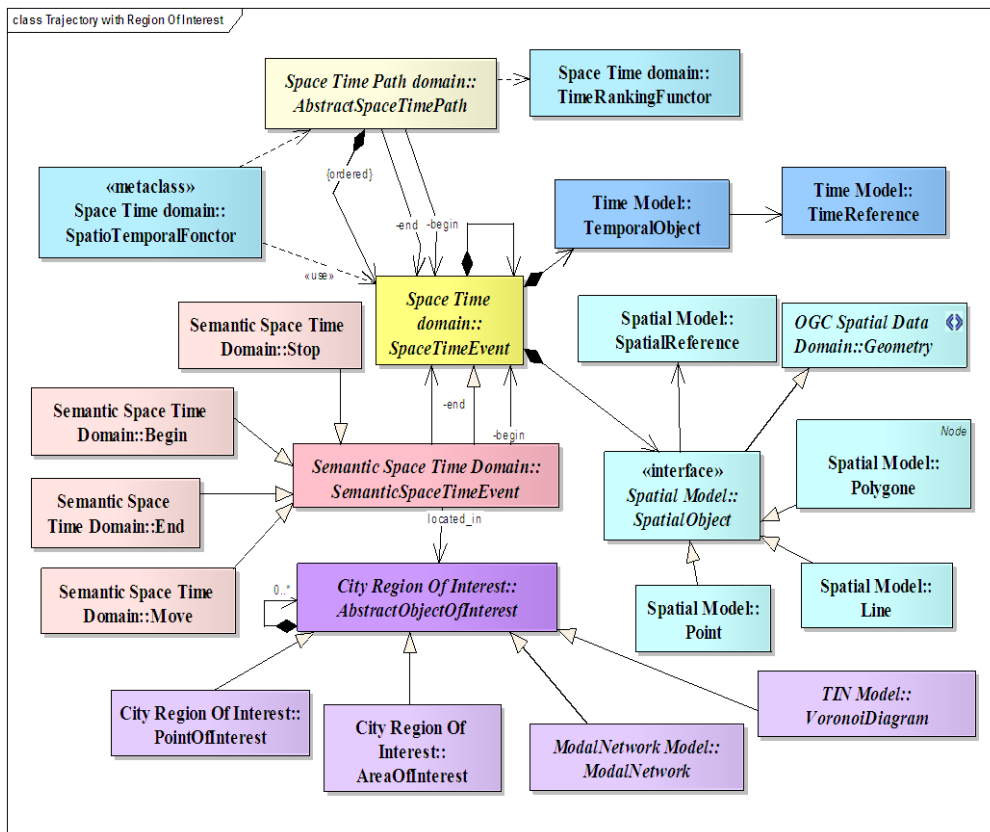 class Trajectory with Region Of Interest
Space Time Path domain::
AbstractSpaceTimePath
Space Time domain::
TimeRankingFunctor
«metaclass»
Space Time domain::
SpatioTemporalFonctor
{ordered}
-end
-begin
«use»
Time Model::
TemporalObject
Time Model::
TimeReference
Space Time
domain::
SpaceTimeEvent
Semantic Space Time
Domain::Stop
Spatial Model::
SpatialReference
OGC Spatial Data
Domain::Geometry
Semantic Space Time
Domain::Begin
-end
-begin
Semantic Space Time Domain::
SemanticSpaceTimeEvent
«interface»
Spatial Model::
SpatialObject
Node
Spatial Model::
Polygone
Semantic Space
Time Domain::End
located_in
Semantic Space Time
Domain::Move
0..*
City Region Of Interest::
AbstractObjectOfInterest
Spatial Model::
Point
Spatial Model::
Line
City Region Of Interest::
PointOfInterest
City Region Of
Interest::
AreaOfInterest
ModalNetwork Model::
ModalNetwork
TIN Model::
VoronoiDiagram